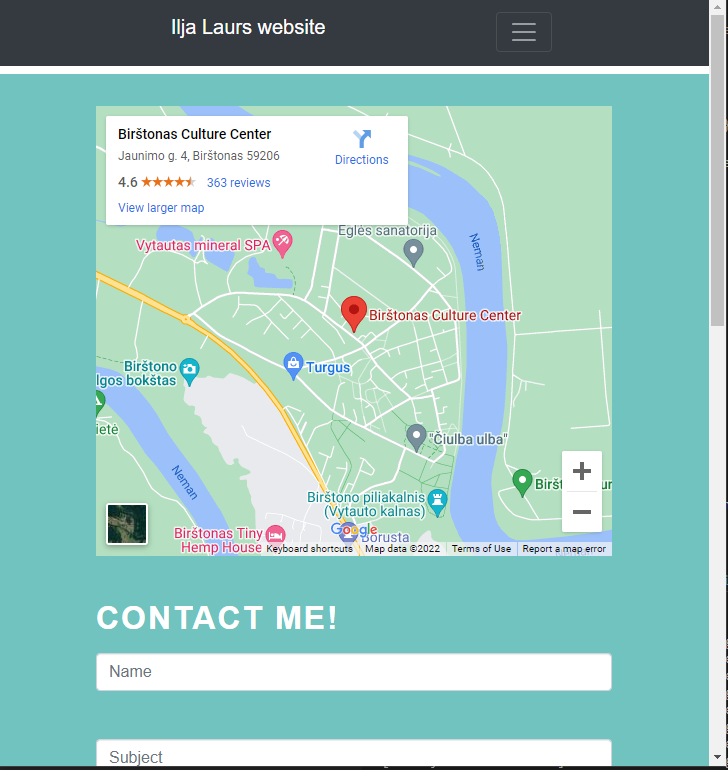 Ilja Laurs website
Birštonas Culture Center
Jaunimo g. 4, Birštonas 59206
Directions
4.6
363 reviews
View larger map
Eglės sanatorija
Vytautas mineral SPA
Neman
Birštonas Culture Center
Birštono
lgos bokštas
Turgus
ietė
"Čiulba ulba"
Neman
Birštono piliakalnis
(Vytauto kalnas)
Birštonas Tiny
Hemp House
Google
Borusta
Keyboard shortcuts
Map data ©2022
Terms of Use
Report a map error
CONTACT ME!
Name
Subject